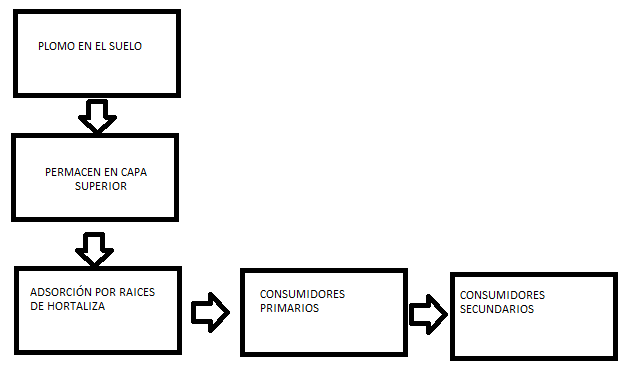 PLOMO EN EL SUELO
PERMACEN EN CAPA
SUPERIOR
ADSORCIÓN POR RAICES
DE HORTALIZA
CONSUMIDORES
PRIMARIOS
CONSUMIDORES
SECUNDARIOS